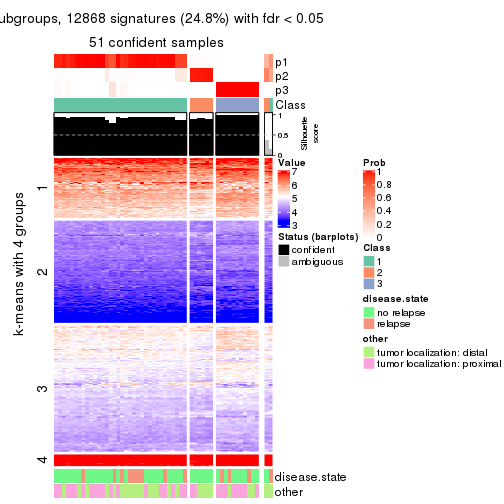 ubgroups, 12868 signatures (24.8%) with fdr < 0.05
51 confident samples
p1
p2
p3
Class
1
0.5
0
Silhouette
score
k-means with 4 groups
1
2
3
4
disease.state
other
Value
7
6
5
4
3
Status (barplots)
confident
ambiguous
Prob
1
0.8
0.6
0.4
0.2
0
Class
1
2
3
disease.state
no relapse
relapse
other
tumor localization: distal
tumor localization: proximal